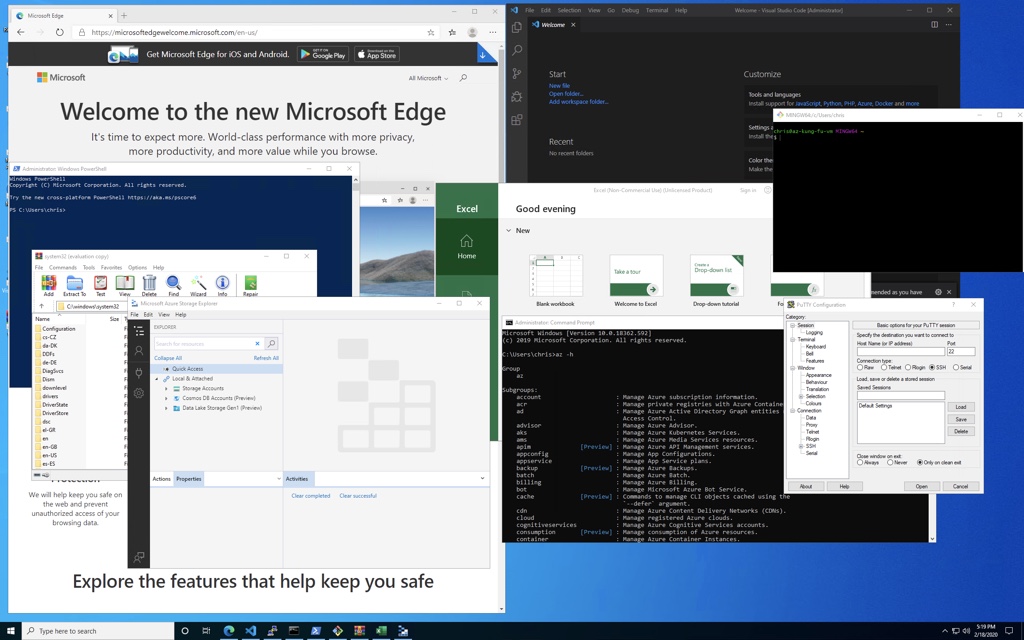 Microsoft Edge
https://microsoftedgewelcome.microsoft.com/en-us/
Get Microsoft Edge for iOS and Android.
GET IT ON
Google Play
Download on the
App Store
Microsoft
All Microsoft
Welcome to the new Microsoft Edge
It's time to expect more. World-class performance with more privacy,
more productivity, and more value while you browse.
File Edit Selection View Go Debug Terminal Help
Welcome - Visual Studio Code [Administrator]
Welcome
Start
New file
Open folder...
Add workspace folder...
Recent
No recent folders
Customize
Tools and languages
Install support for JavaScript, Python, PHP, Azure, Docker and more
Settings a
Install the
Color the
Make the
MINGW64:/c/Users/chris
chris@az-kung-fu-vm MINGW64 ~
$
Administrator: Windows PowerShell
Windows PowerShell
Copyright (C) Microsoft Corporation. All rights reserved.
Try the new cross-platform PowerShell https://aka.ms/pscore6
PS C:\Users\chris>
Excel
Home
Excel (Non-Commercial Use) (Unlicensed Product)
Sign in
Good evening
New
Take a tour
Create a
Drop-down list
Blank workbook
Welcome to Excel
Drop-down tutorial
fx
mended as you have
system32 (evaluation copy)
File Commands Tools Favorites Options Help
Add
Extract To
Test
View
Delete
Find
Wizard
Info
Repair
C:\windows\system32
Name
Size
Configuration
cs-CZ
da-DK
DDFs
de-DE
DiagSvcs
Dism
downlevel
drivers
DriverState
DriverStore
dsc
el-GR
en
en-GB
en-US
es-ES
Microsoft Azure Storage Explorer
File Edit View Help
EXPLORER
Search for resources
Collapse All
Refresh All
Quick Access
Local & Attached
Storage Accounts
Cosmos DB Accounts (Preview)
Data Lake Storage Gen1 (Preview)
Actions
Properties
Activities
Clear completed
Clear successful
Administrator: Command Prompt
Microsoft Windows [Version 10.0.18362.592]
(c) 2019 Microsoft Corporation. All rights reserved.
C:\Users\chris>az -h
Group
az
Subgroups:
account : Manage Azure subscription information.
acr : Manage private registries with Azure Container
ad : Manage Azure Active Directory Graph entities
Access Control.
advisor : Manage Azure Advisor.
aks : Manage Azure Kubernetes Services.
ams : Manage Azure Media Services resources.
apim [Preview] : Manage Azure API Management services.
appconfig : Manage App Configurations.
appservice : Manage App Service plans.
backup [Preview] : Manage Azure Backups.
batch : Manage Azure Batch.
billing : Manage Azure Billing.
bot : Manage Microsoft Azure Bot Service.
cache [Preview] : Commands to manage CLI objects cached using the
`--defer` argument.
cdn : Manage Azure Content Delivery Networks (CDNs).
cloud : Manage registered Azure clouds.
cognitiveservices : Manage Azure Cognitive Services accounts.
consumption [Preview] : Manage consumption of Azure resources.
container : Manage Azure Container Instances.
PuTTY Configuration
Category:
Session
Logging
Terminal
Keyboard
Bell
Features
Window
Appearance
Behaviour
Translation
Selection
Colours
Connection
Data
Proxy
Telnet
Rlogin
SSH
Serial
Basic options for your PuTTY session
Specify the destination you want to connect to
Host Name (or IP address)
Port
22
Connection type:
Raw Telnet Rlogin SSH Serial
Load, save or delete a stored session
Saved Sessions
Default Settings
Load
Save
Delete
Close window on exit:
Always Never Only on clean exit
About
Help
Open
Cancel
Protection
We will help keep you safe on
the web and prevent
unauthorized access of your
browsing data.
Explore the features that help keep you safe
Type here to search
5:19 PM
2/18/2020